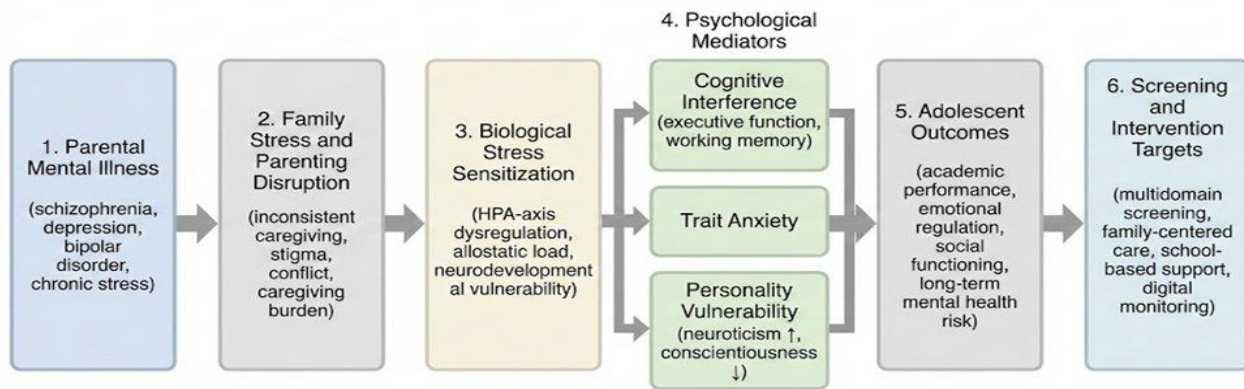 1. Parental
Mental Illness
(schizophrenia,
depression,
bipolar
disorder,
chronic stress)
2. Family
Stress and
Parenting
Disruption
(inconsistent
caregiving,
stigma,
conflict,
caregiving
burden)
3. Biological
Stress
Sensitization
(HPA-axis
dysregulation,
allostatic load,
neurodevelopment
al vulnerability)
4. Psychological
Mediators
Cognitive
Interference
(executive function,
working memory)
Trait Anxiety
Personality
Vulnerability
(neuroticism ↑,
conscientiousness
↓)
5. Adolescent
Outcomes
(academic
performance,
emotional
regulation,
social
functioning,
long-term
mental health
risk)
6. Screening
and
Intervention
Targets
(multidomain
screening,
family-centered
care, school-
based support,
digital
monitoring)